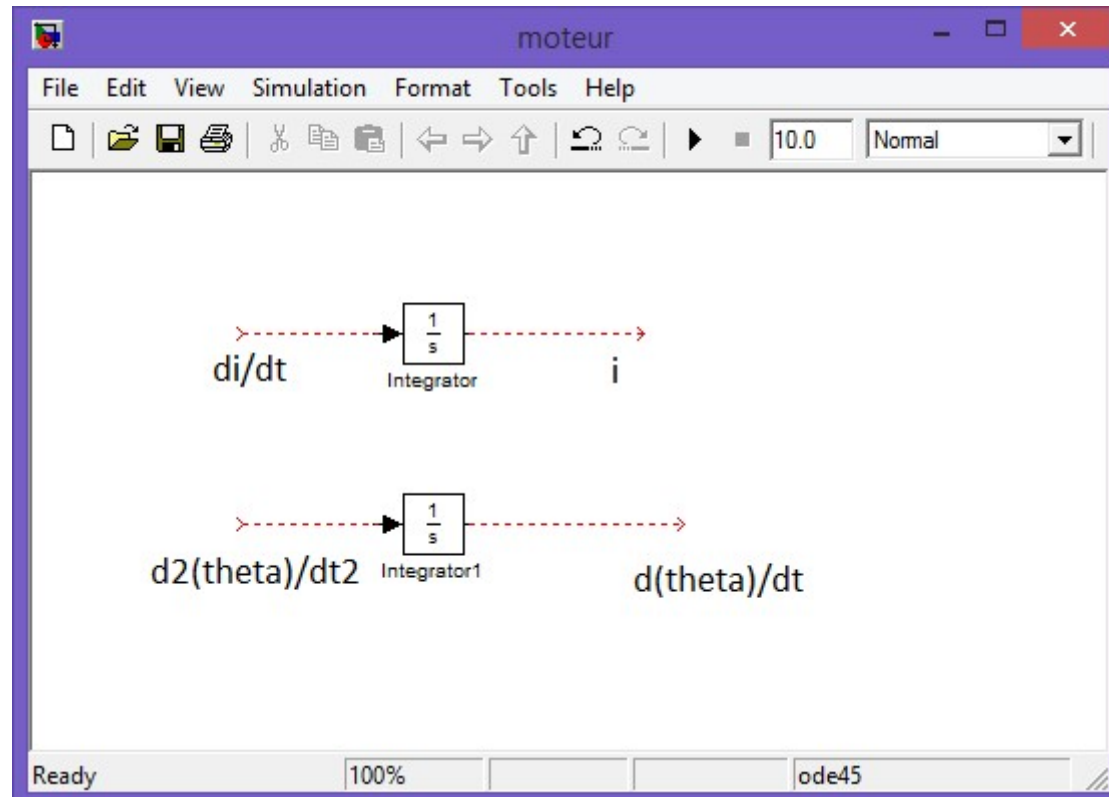 moteur
File Edit View Simulation Format Tools Help
10.0 Normal
1
s
di/dt
Integrator
i
1
s
d2(theta)/dt2
Integrator1
d(theta)/dt
Ready 100% ode45